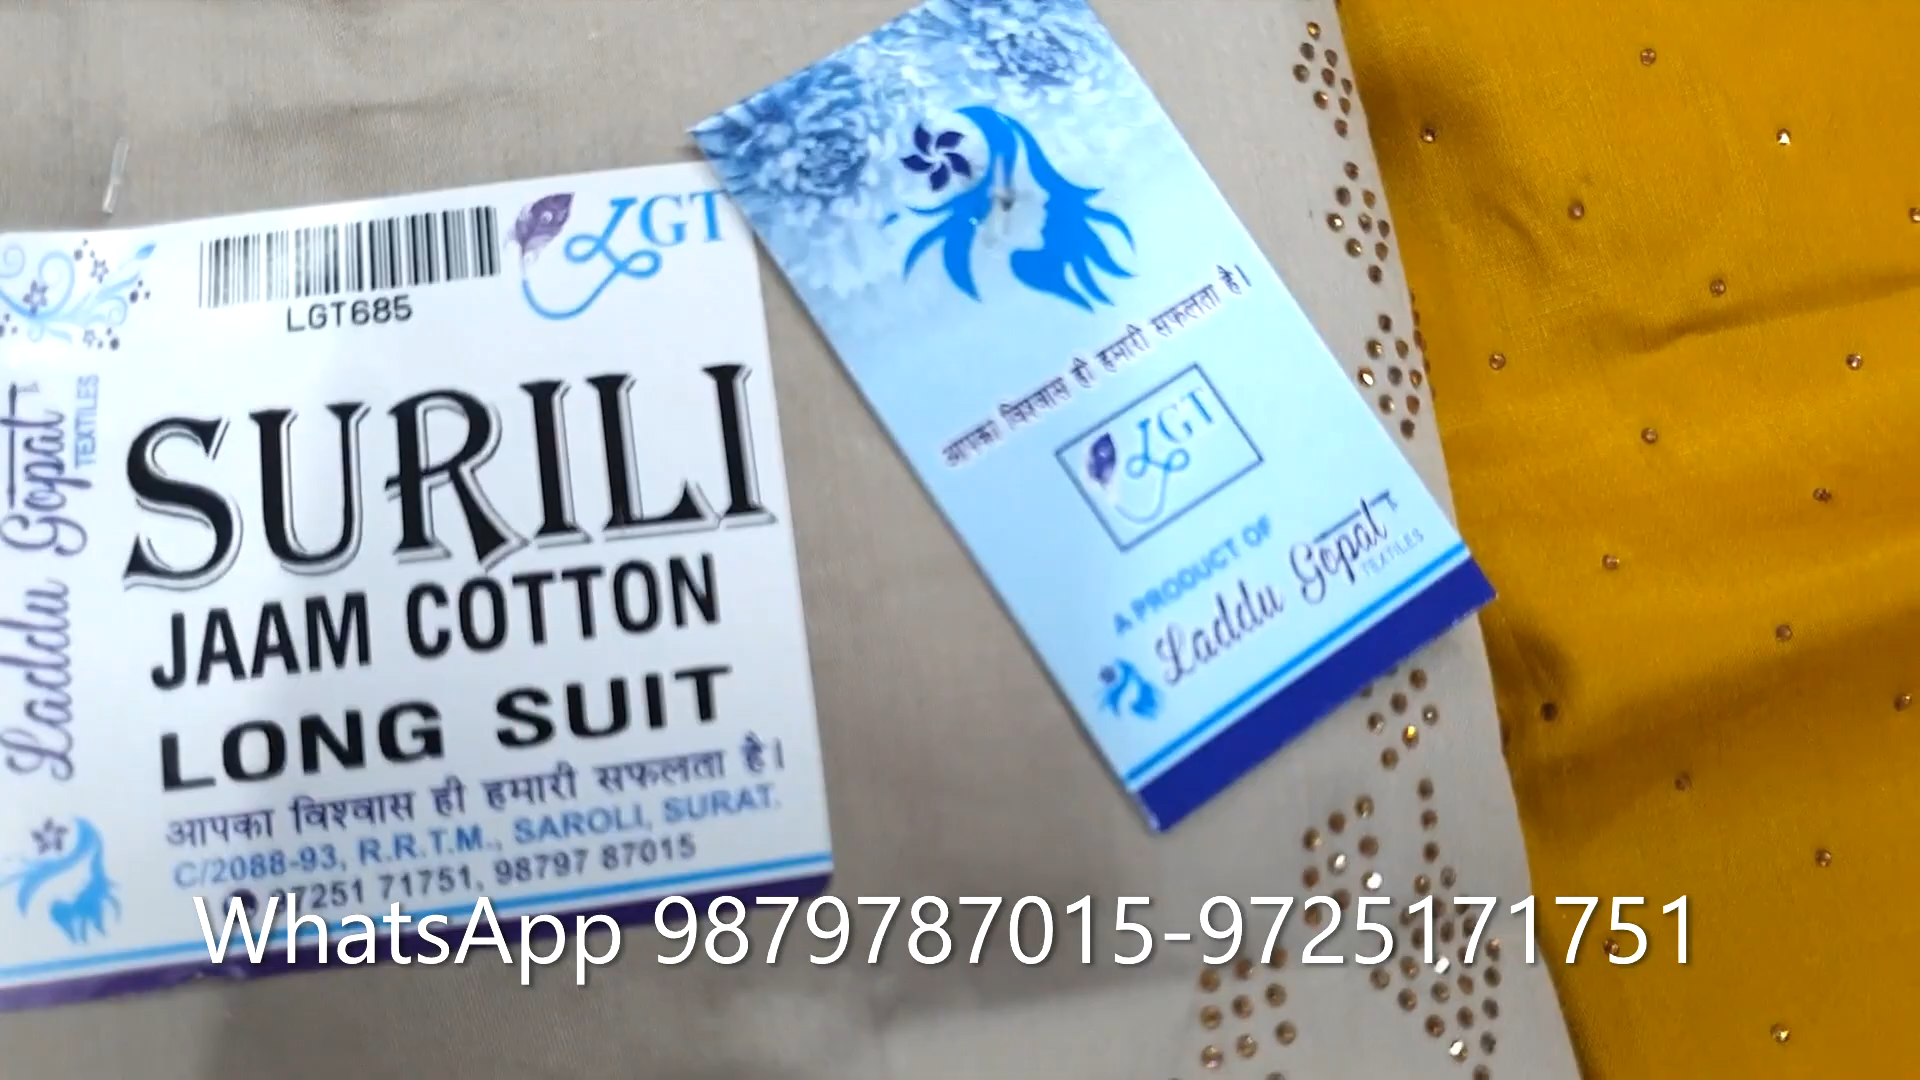 LGT
LGT685
Laddu Gopal
TEXTILES
SURILI
JAAM COTTON
LONG SUIT
आपका विश्वास ही हमारी सफलता है।
C/2088-93, R.R.T.M., SAROLI, SURAT.
97251 71751, 98797 87015
आपका विश्वास ही हमारी सफलता है।
LGT
A PRODUCT OF
Laddu Gopal
TEXTILES
WhatsApp 9879787015-9725171751